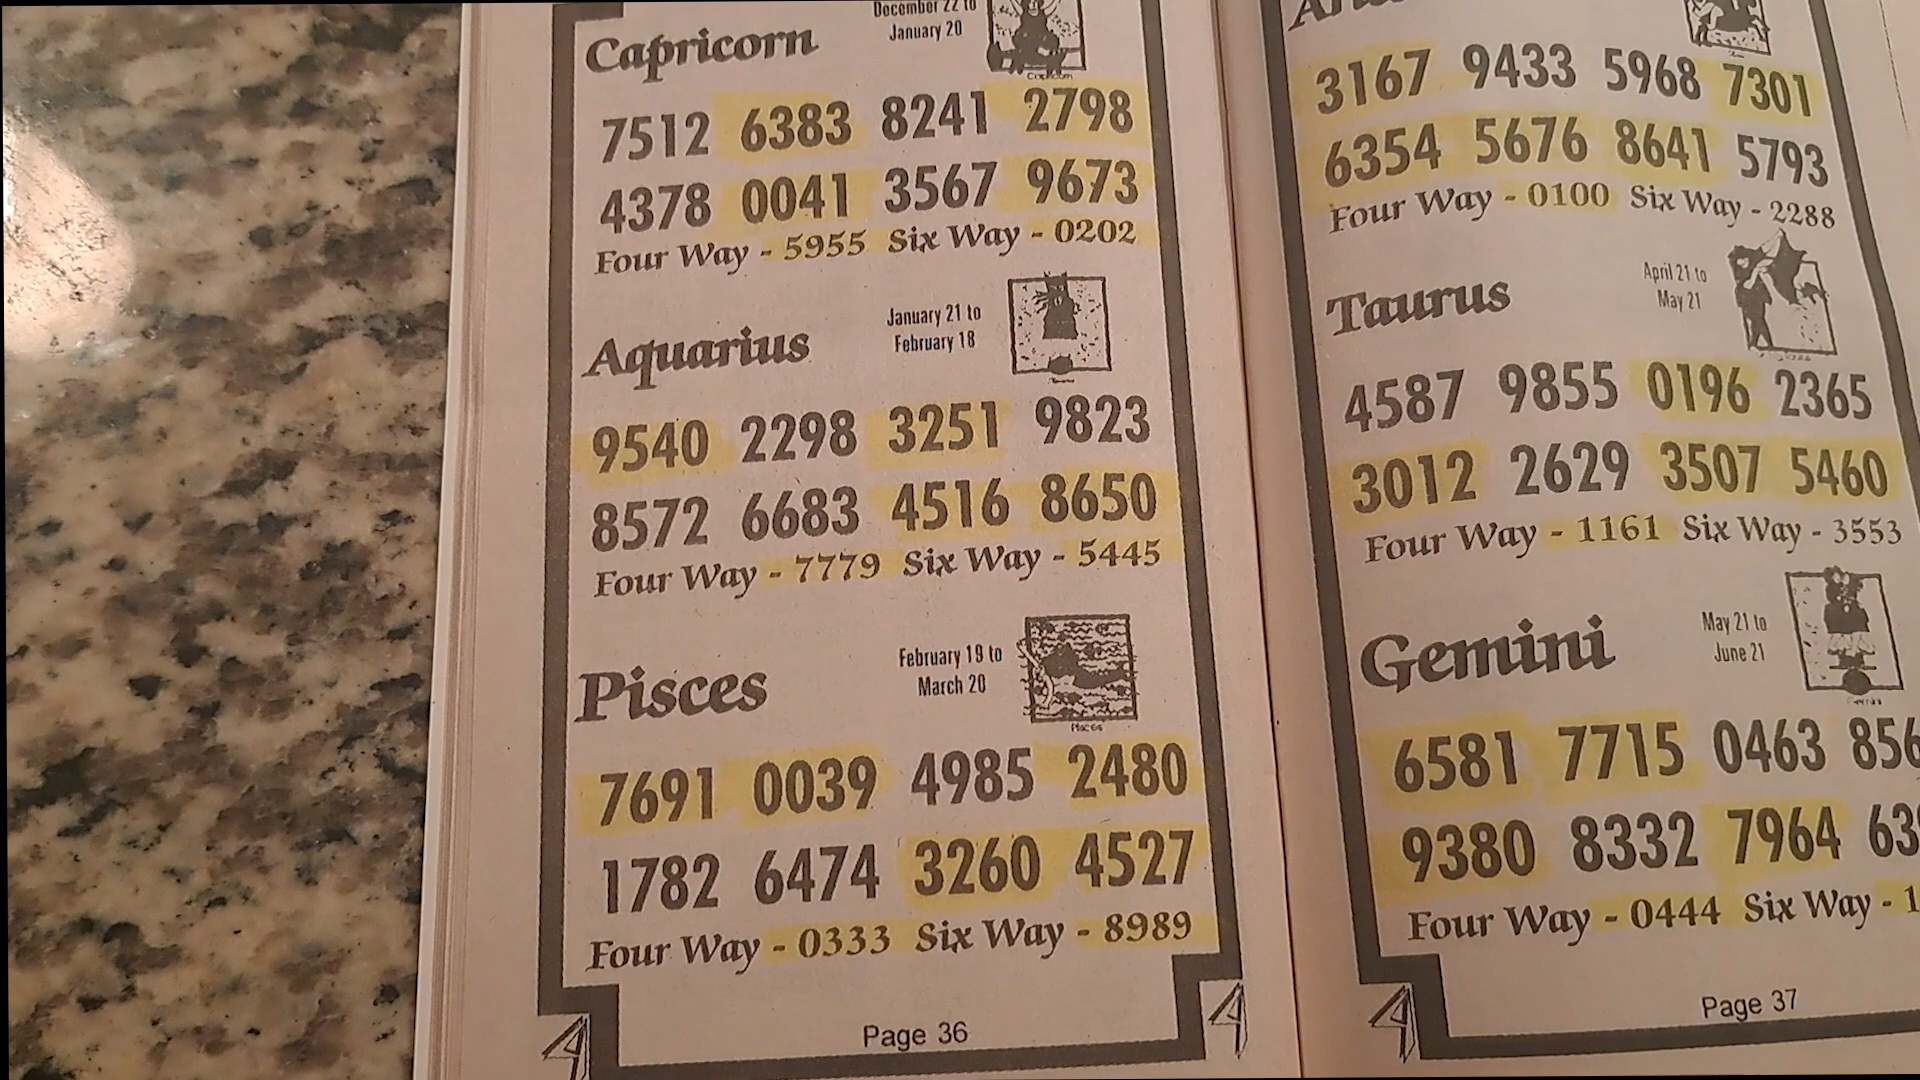 December 22 to
Capricorn January 20
Capricorn
7512 6383 8241 2798
4378 0041 3567 9673
Four Way - 5955 Six Way - 0202
Aquarius
January 21 to
February 18
9540 2298 3251 9823
8572 6683 4516 8650
Four Way - 7779 Six Way - 5445
Pisces
February 19 to
March 20
Pisces
7691 0039 4985 2480
1782 6474 3260 4527
Four Way - 0333 Six Way - 8989
Page 36
3167 9433 5968 7301
6354 5676 8641 5793
Four Way - 0100 Six Way - 2288
Taurus
April 21 to
May 21
4587 9855 0196 2365
3012 2629 3507 5460
Four Way - 1161 Six Way - 3553
Gemini
May 21 to
June 21
6581 7715 0463 856
9380 8332 7964 63
Four Way - 0444 Six Way - 1
Page 37